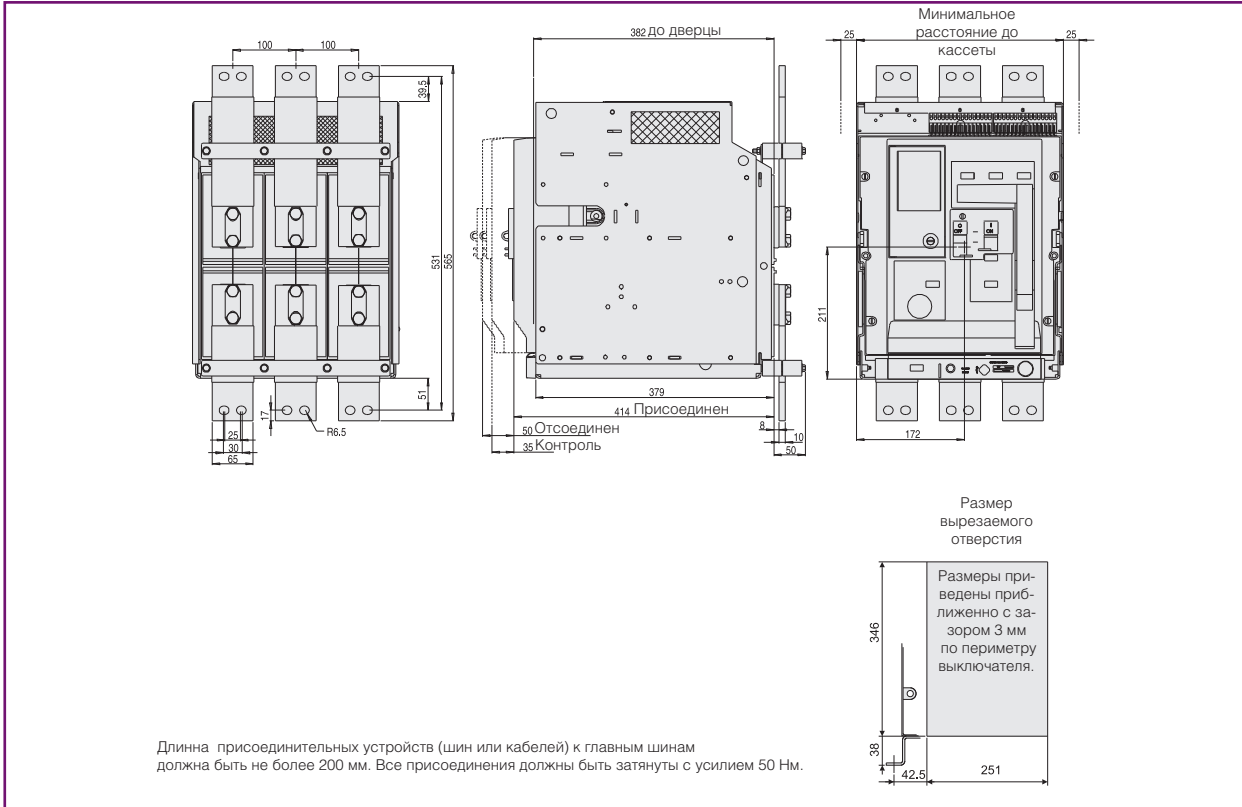 100
100
39.5
531
565
51
17
R6.5
25
30
65
382 до дверцы
379
414 Присоединен
50 Отсоединен
35 Контроль
8
10
50
Минимальное
расстояние до
кассеты
25
25
OFF
ON
211
172
Размер
вырезаемого
отверстия
Размеры при-
ведены приб-
лиженно с за-
зором 3 мм
по периметру
выключателя.
346
38
42.5
251
Длинна присоединительных устройств (шин или кабелей) к главным шинам
должна быть не более 200 мм. Все присоединения должны быть затянуты с усилием 50 Нм.